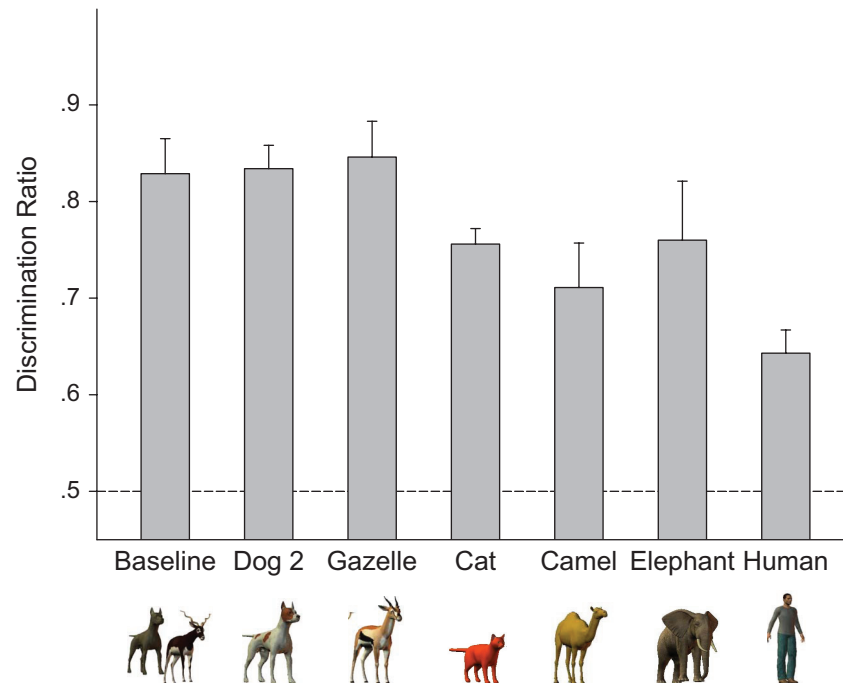 Discrimination Ratio
.9
.8
.7
.6
.5
Baseline Dog 2 Gazelle Cat Camel Elephant Human